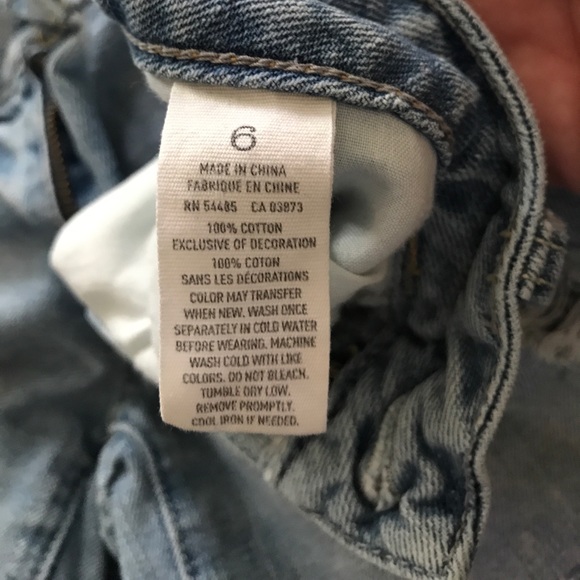 6
MADE IN CHINA
FABRIQUE EN CHINE
RN 54485 CA 03873
100% COTTON
EXCLUSIVE OF DECORATION
100% COTON
SANS LES DÉCORATIONS
COLOR MAY TRANSFER
WHEN NEW. WASH ONCE
SEPARATELY IN COLD WATER
BEFORE WEARING. MACHINE
WASH COLD WITH LIKE
COLORS. DO NOT BLEACH.
TUMBLE DRY LOW.
REMOVE PROMPTLY.
COOL IRON IF NEEDED.